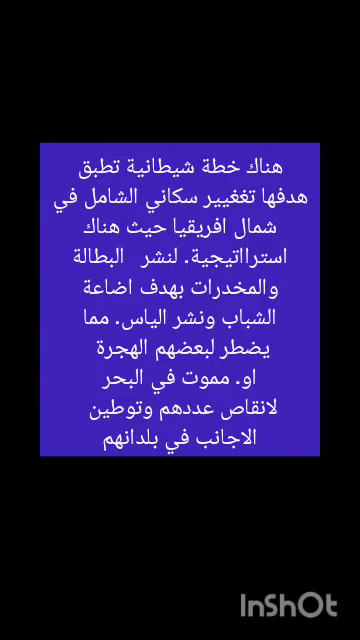 هناك خطة شيطانية تطبق
هدفها تغغيير سكاني الشامل في
شمال افريقيا حيث هناك
استرااتيجية. لنشر البطالة
والمخدرات بهدف اضاعة
الشباب ونشر الياس. مما
يضطر لبعضهم الهجرة
او. مموت في البحر
لانقاص عددهم وتوطين
الاجانب في بلدانهم
InShOt